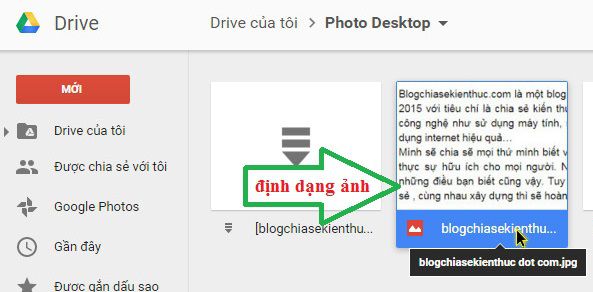 Drive
Drive của tôi > Photo Desktop
MỚI
Drive của tôi
Được chia sẻ với tôi
Google Photos
Gần đây
Được gắn dấu sao
Blogchiasekienthuc.com là một blog
2015 với tiêu chí là chia sẻ kiến thứ
công nghệ như sử dụng máy tính,
dụng internet hiệu quả...
Mình sẽ chia sẽ mọi thứ mình biết v
thực sự hữu ích cho mọi người. N
những điều bạn biết cũng vậy. Tuy
sẻ , cùng nhau xây dựng thì sẽ hoàn
định dạng ảnh
[blogchiasekienthuc...
blogchiasekienthu...
blogchiasekienthuc dot com.jpg